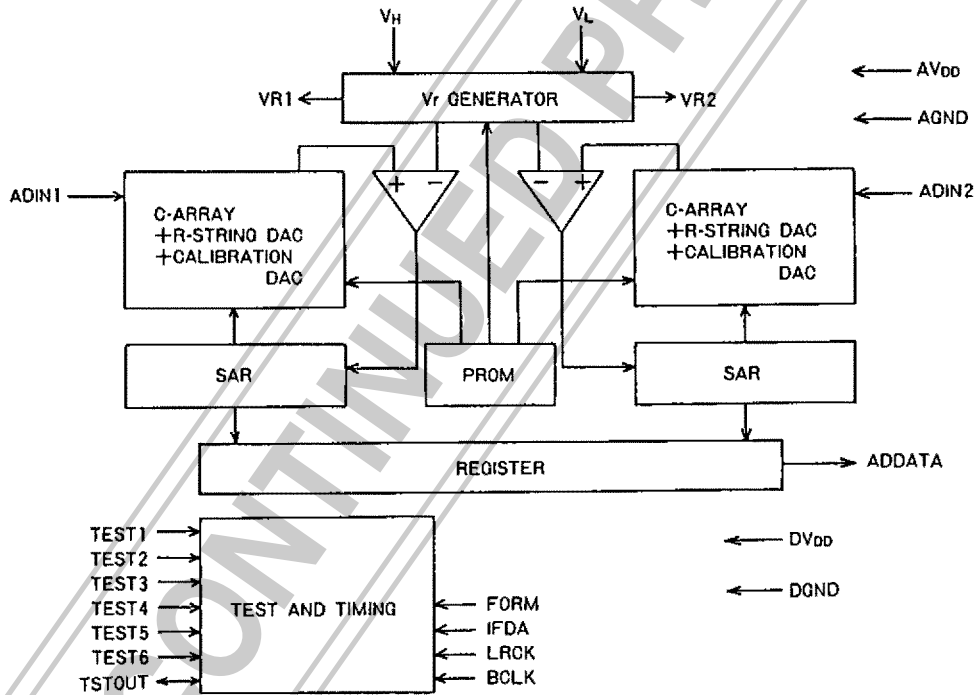 VH
VL
VR1
Vr GENERATOR
VR2
AVDD
AGND
+ −
− +
ADIN1
C-ARRAY
+R-STRING DAC
+CALIBRATION
DAC
C-ARRAY
+R-STRING DAC
+CALIBRATION
DAC
ADIN2
SAR
PROM
SAR
REGISTER
ADDATA
TEST1
TEST2
TEST3
TEST4
TEST5
TEST6
TSTOUT
TEST AND TIMING
FORM
IFDA
LRCK
BCLK
DVDD
DGND
CONTINUED PR